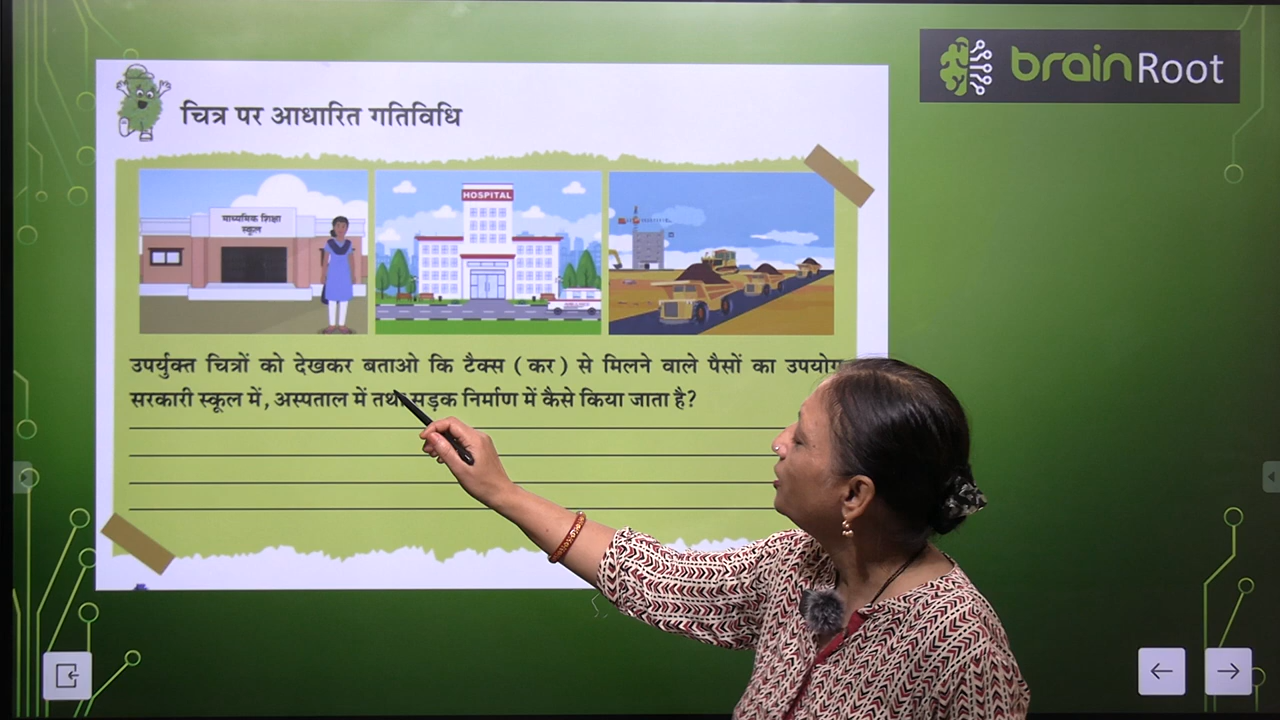 brainRoot
चित्र पर आधारित गतिविधि
माध्यमिक शिक्षा
स्कूल
HOSPITAL
उपर्युक्त चित्रों को देखकर बताओ कि टैक्स ( कर ) से मिलने वाले पैसों का उपयोग
सरकारी स्कूल में, अस्पताल में तथा सड़क निर्माण में कैसे किया जाता है?